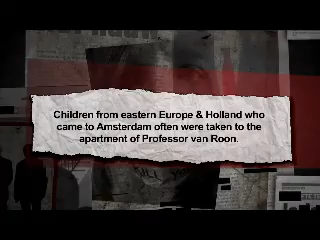 Children from eastern Europe & Holland who
came to Amsterdam often were taken to the
apartment of Professor van Roon.